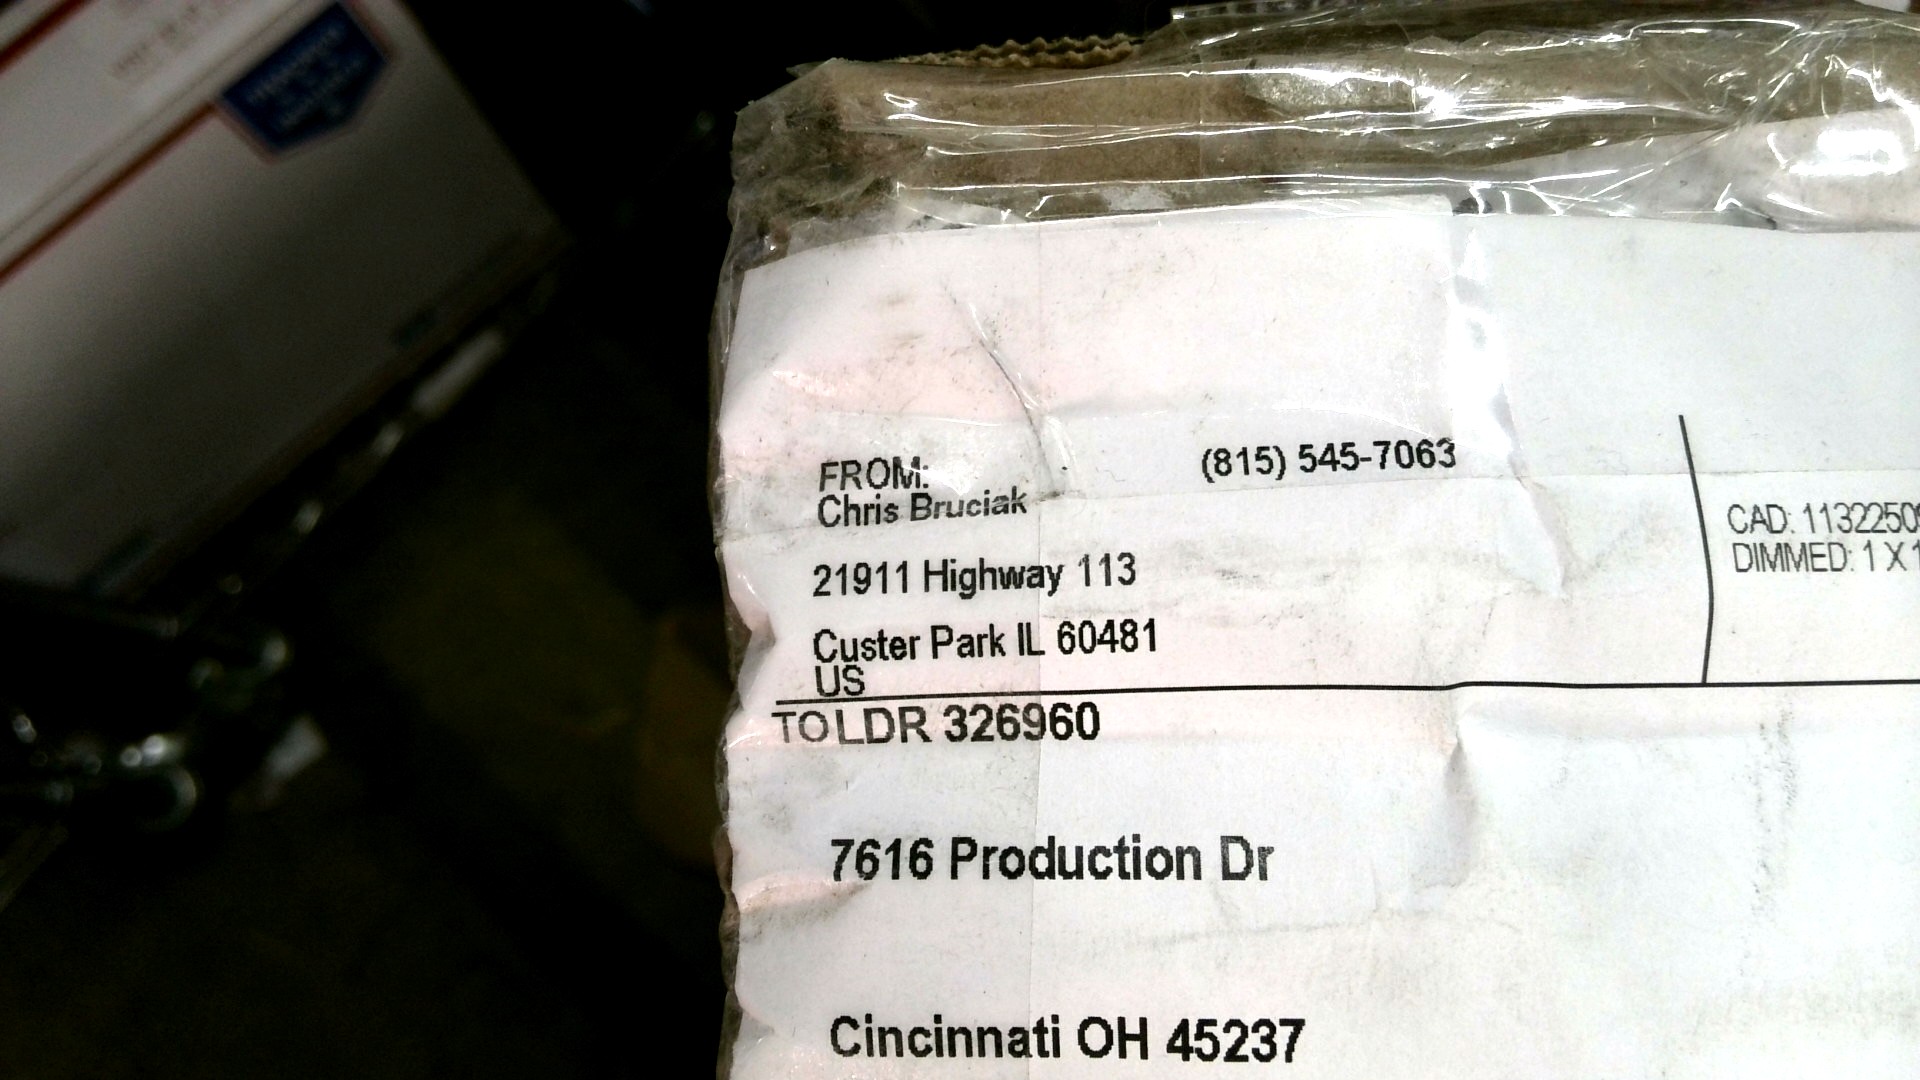 FROM: (815) 545-7063
Chris Bruciak
21911 Highway 113
Custer Park IL 60481
US
CAD: 11322509
DIMMED: 1 X 1
TO LDR 326960
7616 Production Dr
Cincinnati OH 45237